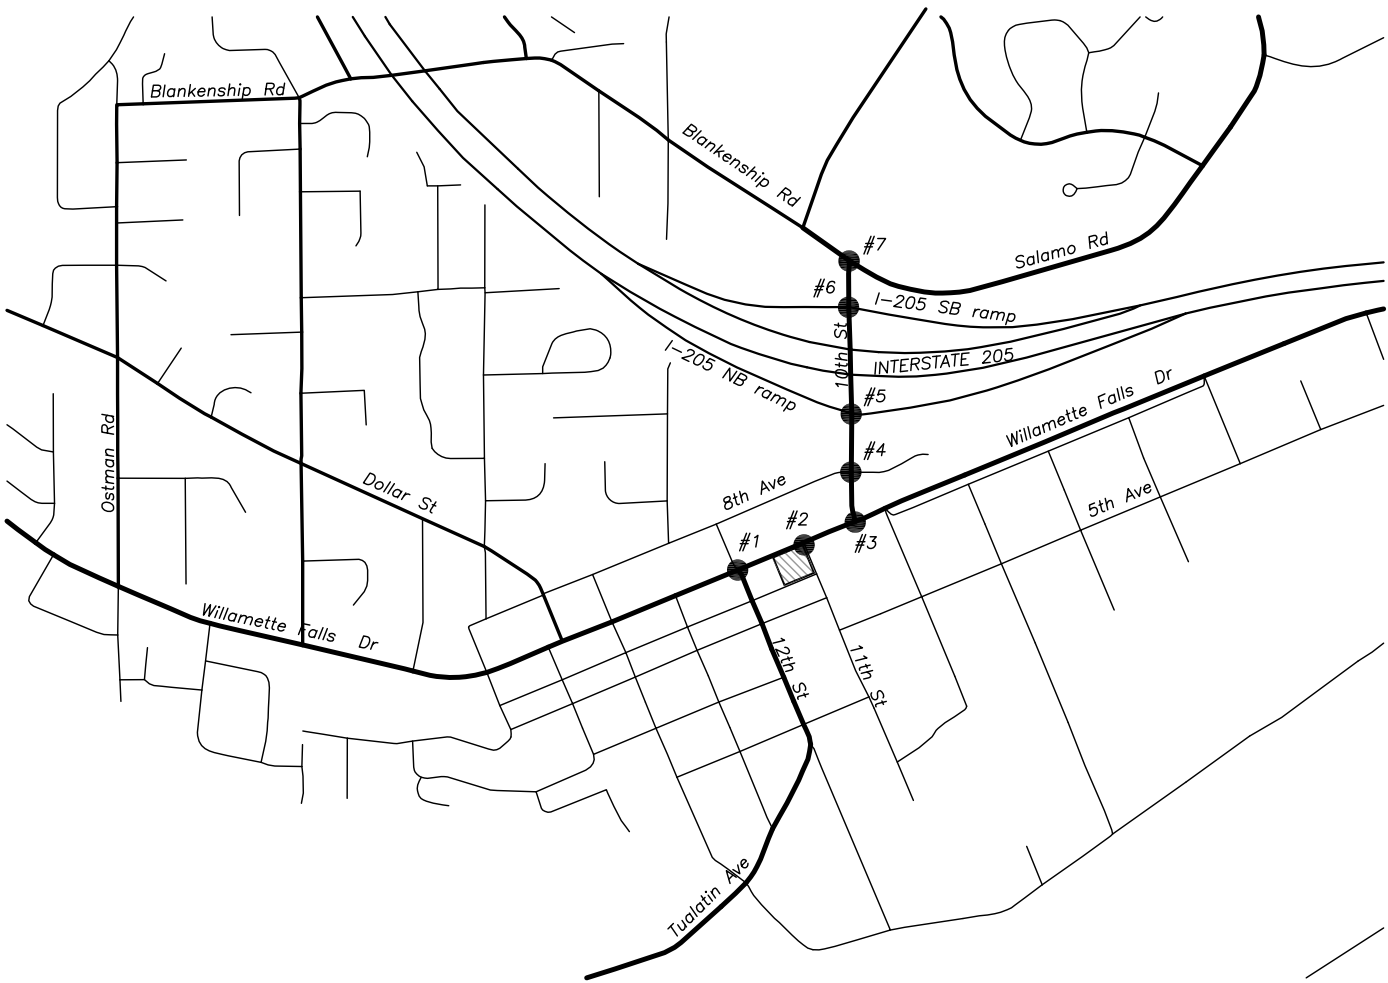 Blankenship Rd
Blankenship Rd
#7
Salamo Rd
#6
I-205 SB ramp
10th St
INTERSTATE 205
I-205 NB ramp
#5
Willamette Falls Dr
Ostman Rd
#4
Dollar St
8th Ave
5th Ave
#2
#1
#3
Willamette Falls Dr
12th St
11th St
Tualatin Ave